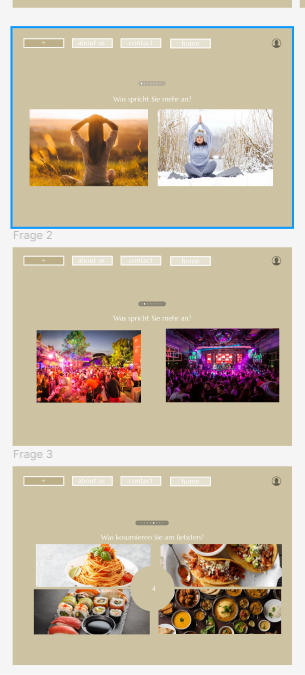 about us contact home
Was spricht Sie mehr an?
Frage 2
about us contact home
Was spricht Sie mehr an?
Frage 3
about us contact home
Was konsumieren Sie am liebsten?
4